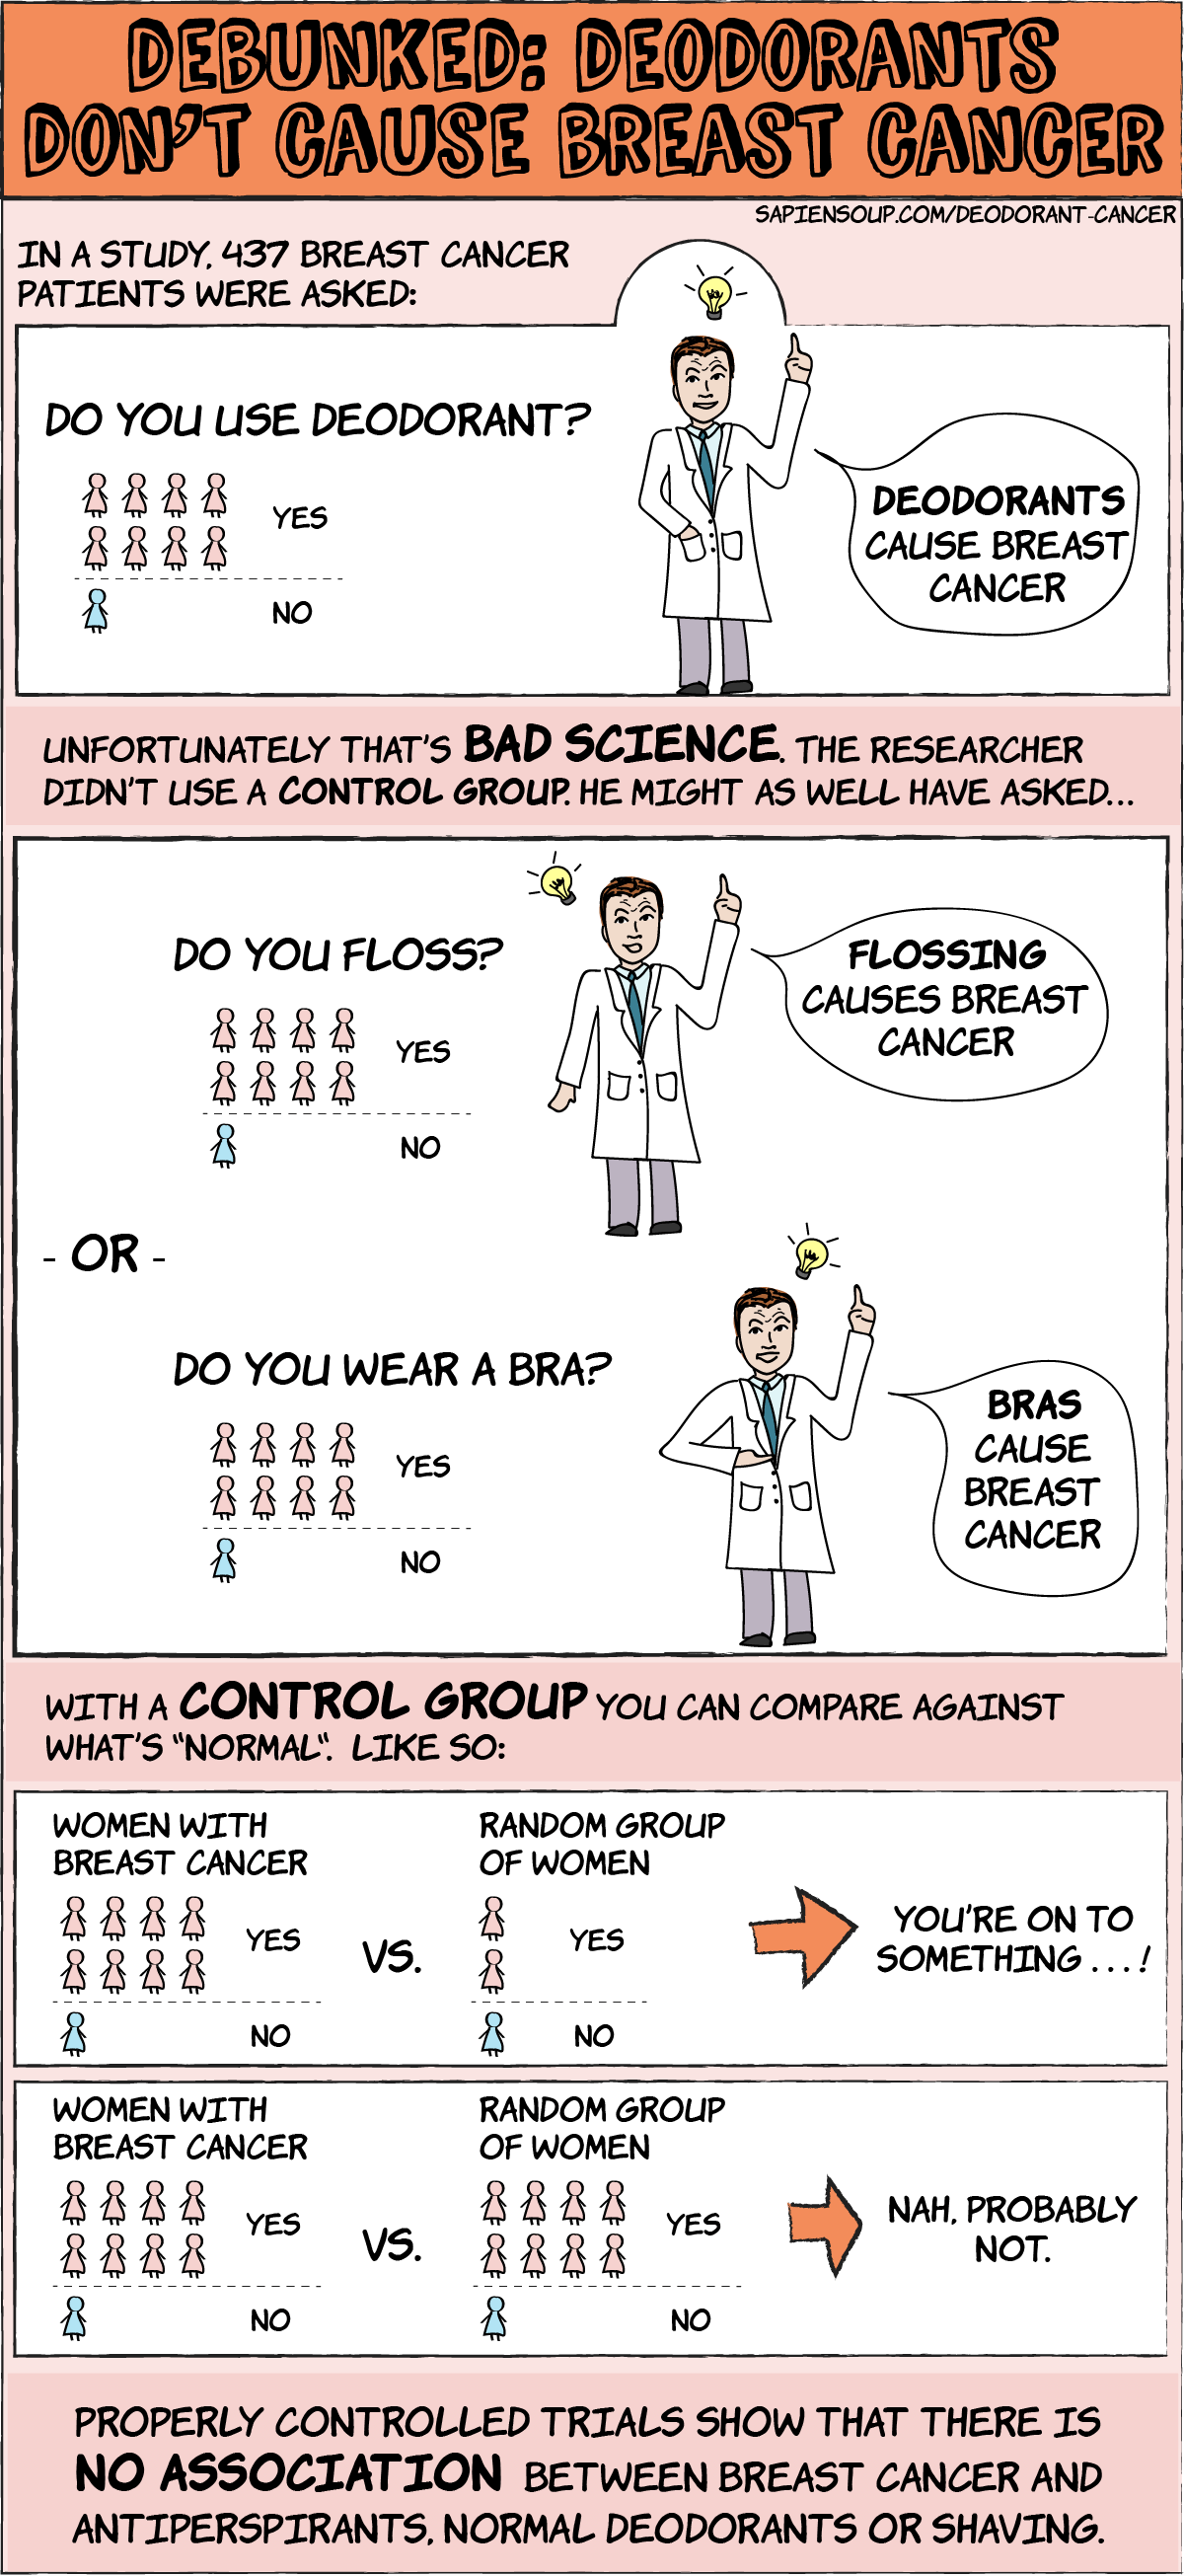 DEBUNKED: DEODORANTS
DON'T CAUSE BREAST CANCER
SAPIENSOUP.COM/DEODORANT-CANCER
IN A STUDY, 437 BREAST CANCER
PATIENTS WERE ASKED:
DO YOU USE DEODORANT?
YES
NO
DEODORANTS
CAUSE BREAST
CANCER
UNFORTUNATELY THAT'S BAD SCIENCE. THE RESEARCHER
DIDN'T USE A CONTROL GROUP. HE MIGHT AS WELL HAVE ASKED...
DO YOU FLOSS?
YES
NO
FLOSSING
CAUSES BREAST
CANCER
- OR -
DO YOU WEAR A BRA?
YES
NO
BRAS
CAUSE
BREAST
CANCER
WITH A CONTROL GROUP YOU CAN COMPARE AGAINST
WHAT'S "NORMAL". LIKE SO:
WOMEN WITH
BREAST CANCER
YES
NO
VS.
RANDOM GROUP
OF WOMEN
YES
NO
YOU'RE ON TO
SOMETHING ...!
WOMEN WITH
BREAST CANCER
YES
NO
VS.
RANDOM GROUP
OF WOMEN
YES
NO
NAH, PROBABLY
NOT.
PROPERLY CONTROLLED TRIALS SHOW THAT THERE IS
NO ASSOCIATION BETWEEN BREAST CANCER AND
ANTIPERSPIRANTS, NORMAL DEODORANTS OR SHAVING.